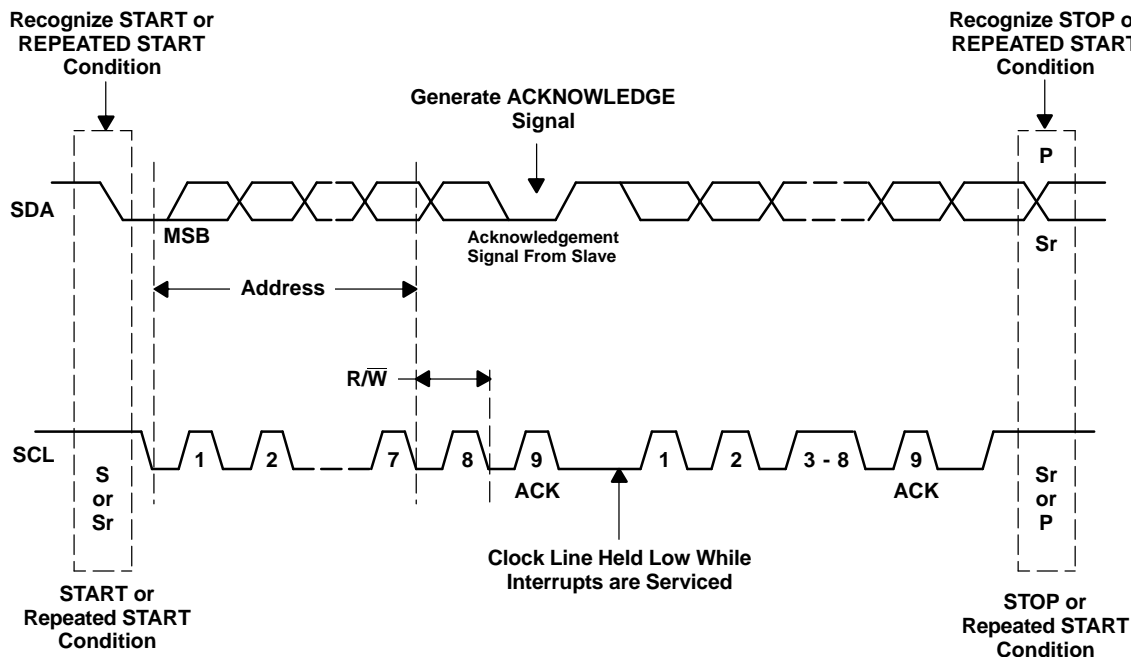 Recognize START or
REPEATED START
Condition
Recognize STOP o
REPEATED START
Condition
Generate ACKNOWLEDGE
Signal
P
SDA
MSB
Acknowledgement
Signal From Slave
Sr
Address
R/W̅
SCL
1
2
7
8
9
1
2
3 - 8
9
ACK
ACK
S
or
Sr
Sr
or
P
Clock Line Held Low While
Interrupts are Serviced
START or
Repeated START
Condition
STOP or
Repeated START
Condition